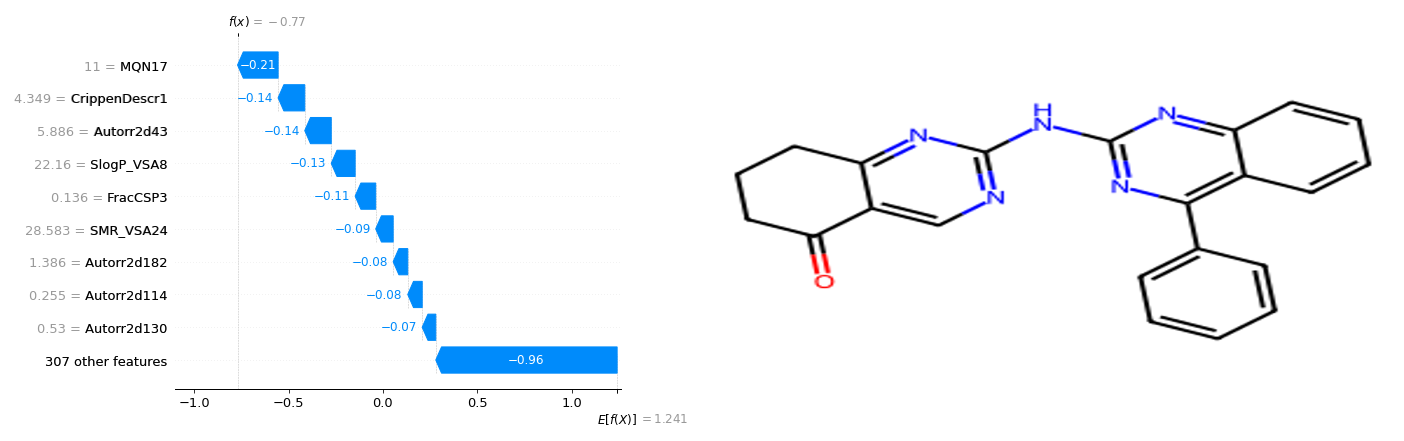 f(x) = −0.77
11 = MQN17 −0.21
4.349 = CrippenDescr1 −0.14
5.886 = Autorr2d43 −0.14
22.16 = SlogP_VSA8 −0.13
0.136 = FracCSP3 −0.11
28.583 = SMR_VSA24 −0.09
1.386 = Autorr2d182 −0.08
0.255 = Autorr2d114 −0.08
0.53 = Autorr2d130 −0.07
307 other features −0.96
−1.0 −0.5 0.0 0.5 1.0
E[f(X)] = 1.241
H
N N N
N N
O